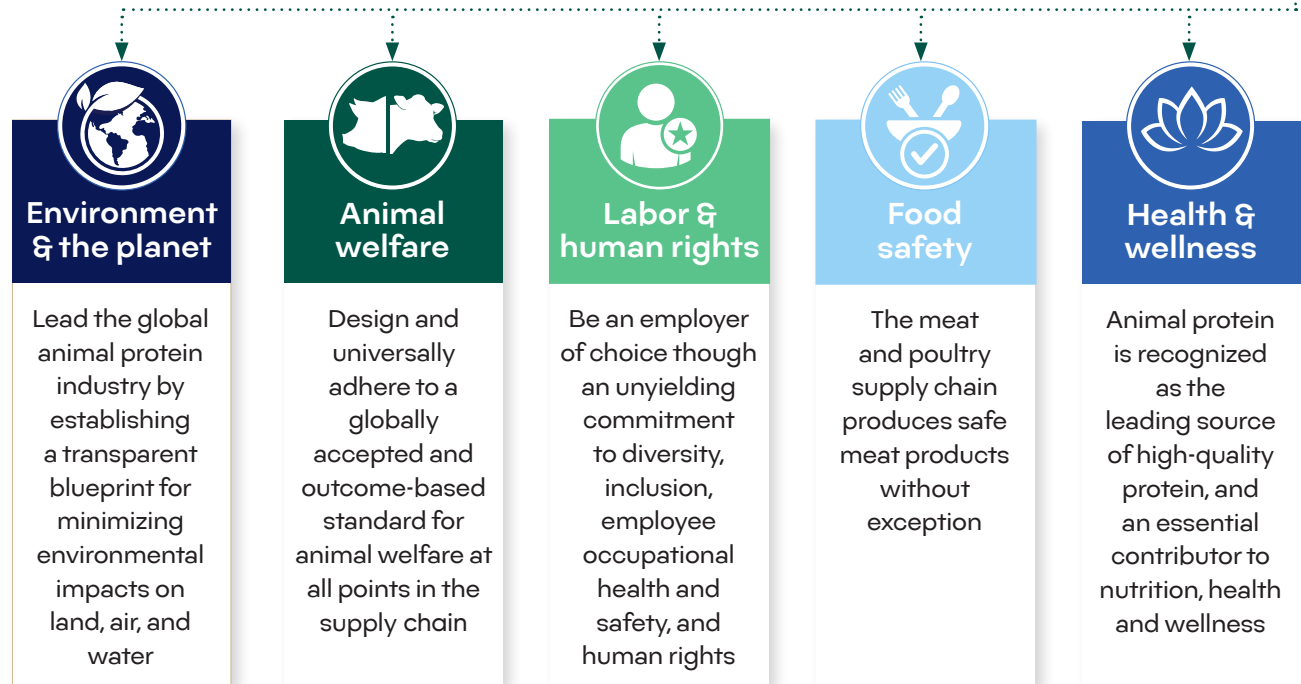 Environment
& the planet
Lead the global
animal protein
industry by
establishing
a transparent
blueprint for
minimizing
environmental
impacts on
land, air, and
water
Animal
welfare
Design and
universally
adhere to a
globally
accepted and
outcome-based
standard for
animal welfare at
all points in the
supply chain
Labor &
human rights
Be an employer
of choice though
an unyielding
commitment
to diversity,
inclusion,
employee
occupational
health and
safety, and
human rights
Food
safety
The meat
and poultry
supply chain
produces safe
meat products
without
exception
Health &
wellness
Animal protein
is recognized
as the
leading source
of high-quality
protein, and
an essential
contributor to
nutrition, health
and wellness